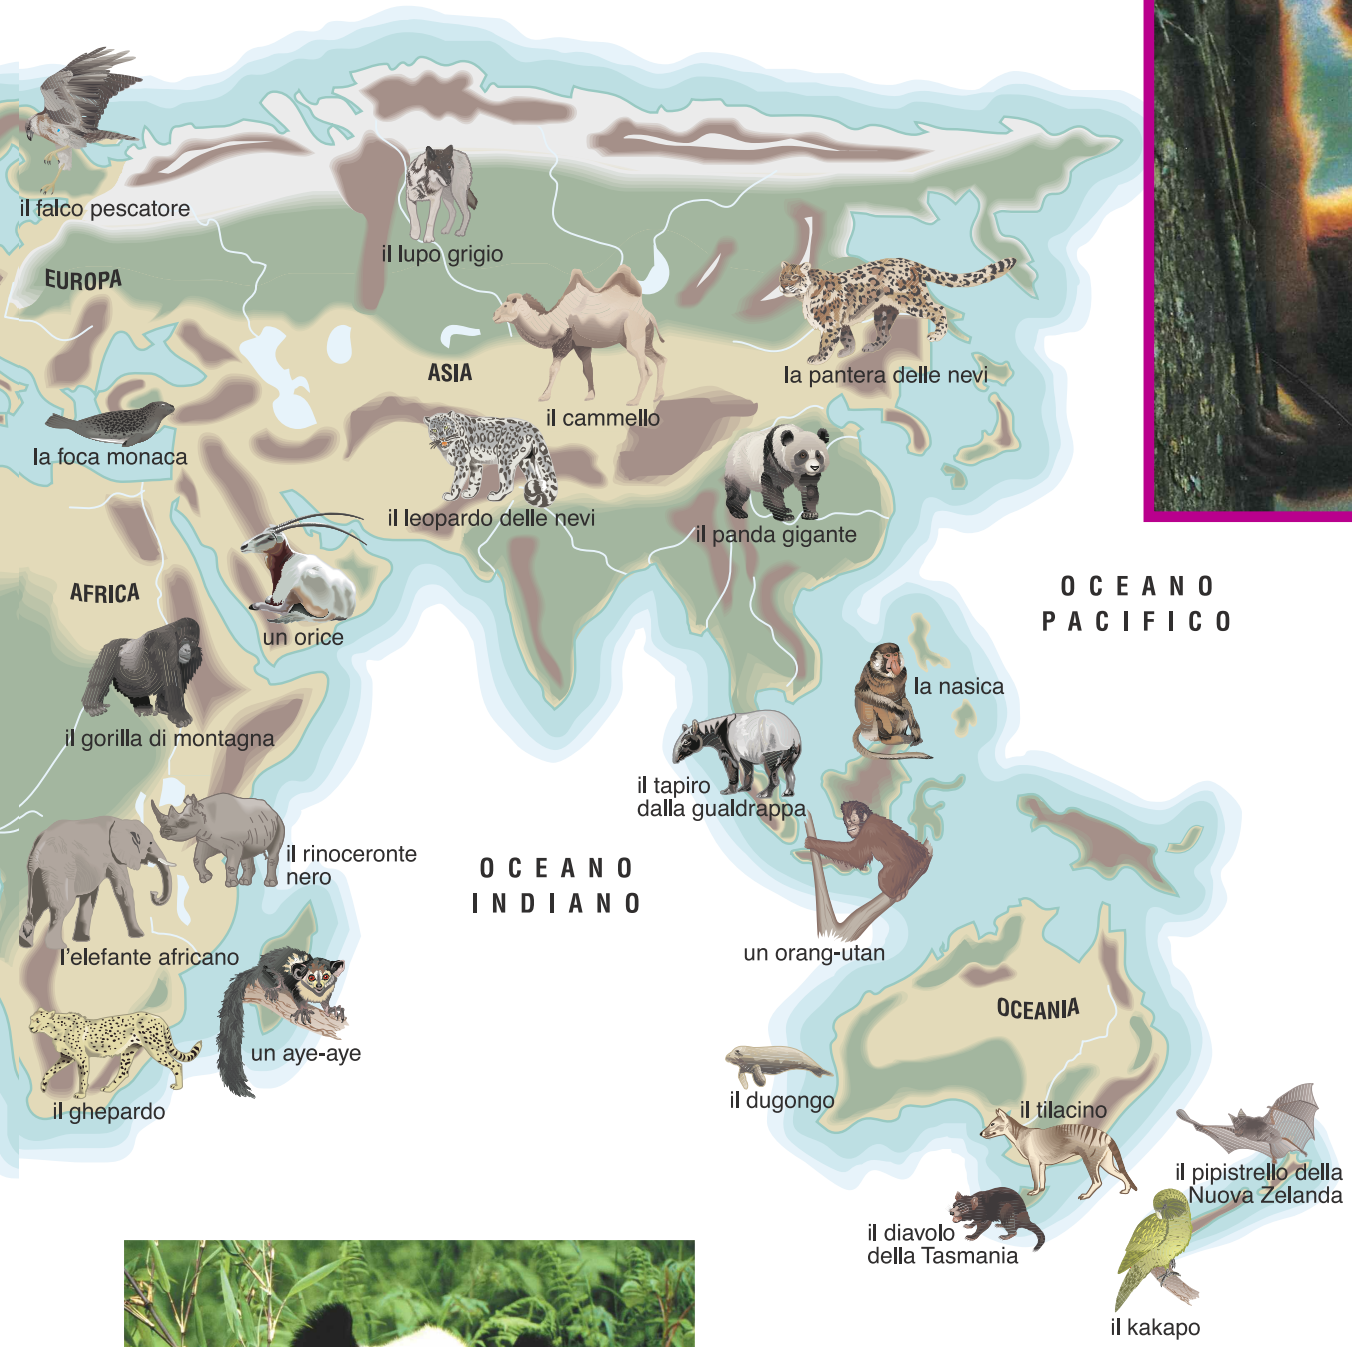 il falco pescatore
il lupo grigio
EUROPA
ASIA
la pantera delle nevi
il cammello
la foca monaca
il leopardo delle nevi
il panda gigante
AFRICA
un orice
OCEANO
PACIFICO
la nasica
il gorilla di montagna
il tapiro
dalla gualdrappa
il rinoceronte
nero
OCEANO
INDIANO
l'elefante africano
un orang-utan
OCEANIA
un aye-aye
il ghepardo
il dugongo
il tilacino
il pipistrello della
Nuova Zelanda
il diavolo
della Tasmania
il kakapo